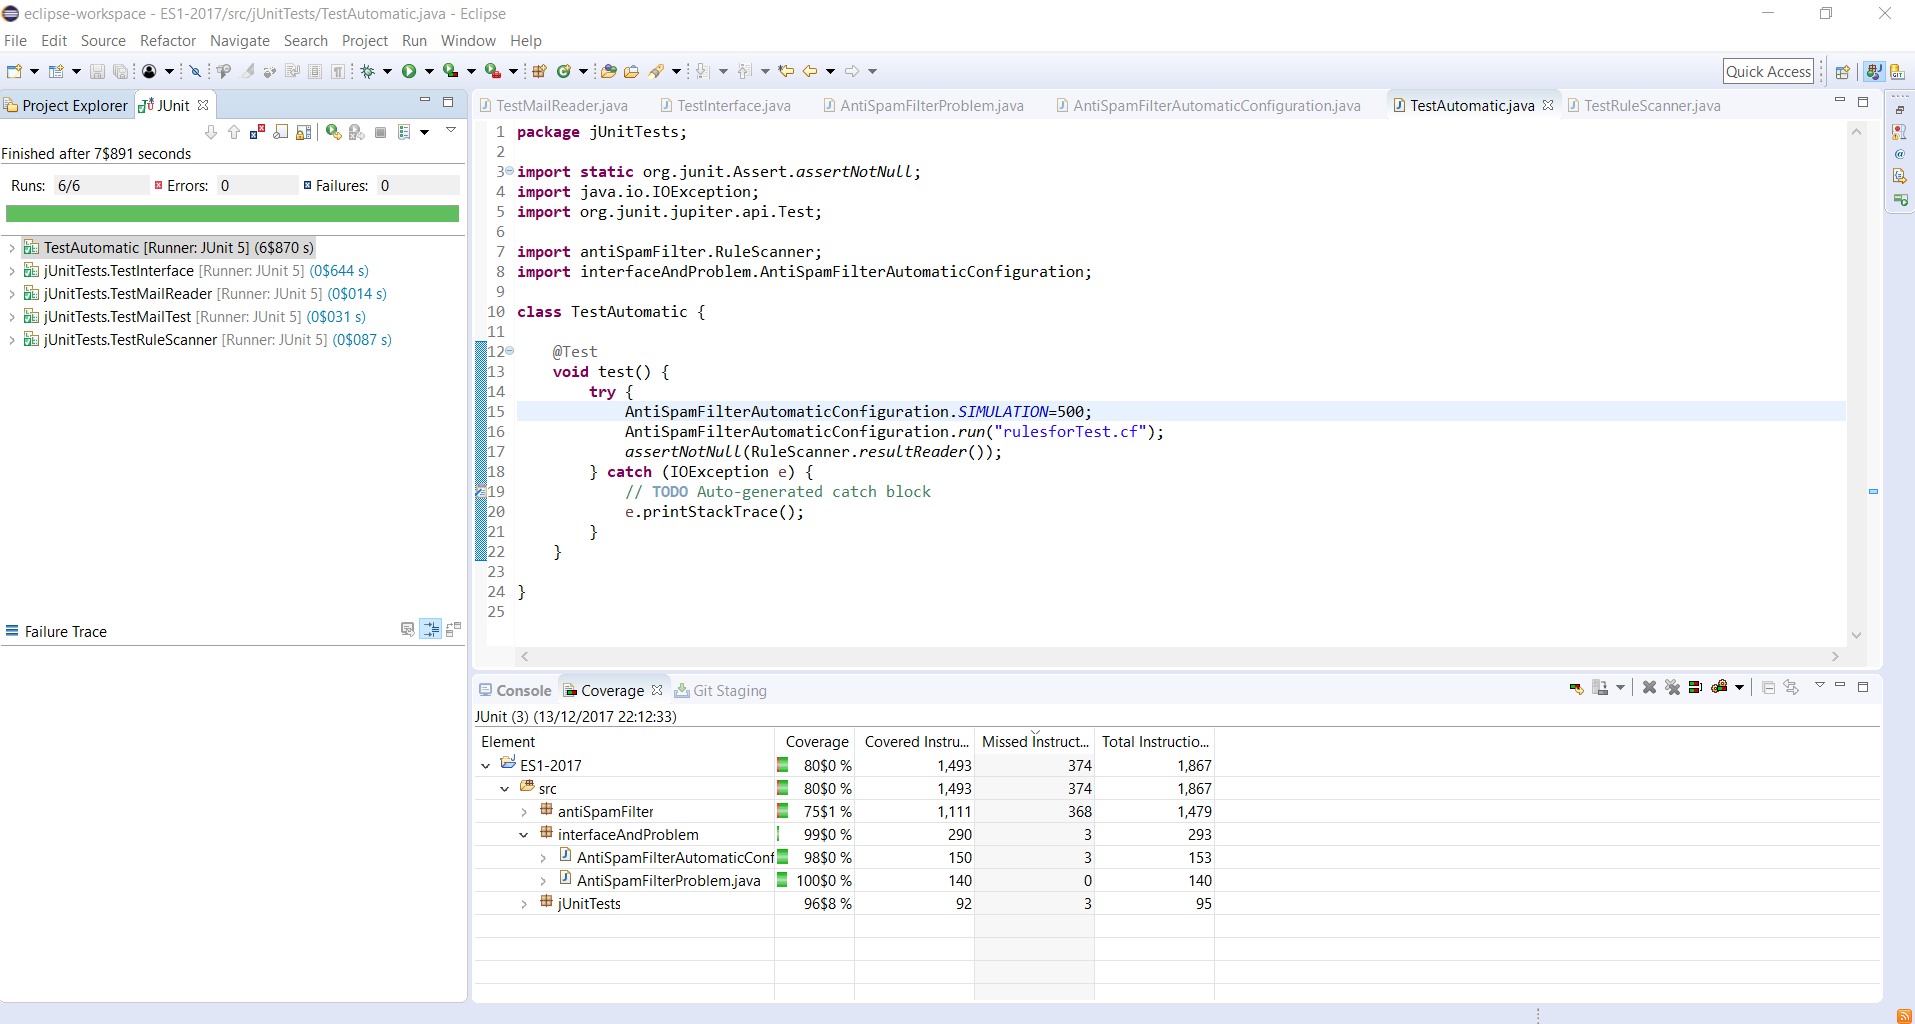 eclipse-workspace - ES1-2017/src/jUnitTests/TestAutomatic.java - Eclipse
File Edit Source Refactor Navigate Search Project Run Window Help
Quick Access
Project Explorer JUnit
Finished after 7$891 seconds
Runs: 6/6 Errors: 0 Failures: 0
TestAutomatic [Runner: JUnit 5] (6$870 s)
jUnitTests.TestInterface [Runner: JUnit 5] (0$644 s)
jUnitTests.TestMailReader [Runner: JUnit 5] (0$014 s)
jUnitTests.TestMailTest [Runner: JUnit 5] (0$031 s)
jUnitTests.TestRuleScanner [Runner: JUnit 5] (0$087 s)
Failure Trace
TestMailReader.java TestInterface.java AntiSpamFilterProblem.java AntiSpamFilterAutomaticConfiguration.java TestAutomatic.java TestRuleScanner.java
1 package jUnitTests;
2
3 import static org.junit.Assert.assertNotNull;
4 import java.io.IOException;
5 import org.junit.jupiter.api.Test;
6
7 import antiSpamFilter.RuleScanner;
8 import interfaceAndProblem.AntiSpamFilterAutomaticConfiguration;
9
10 class TestAutomatic {
11
12 @Test
13 void test() {
14 try {
15 AntiSpamFilterAutomaticConfiguration.SIMULATION=500;
16 AntiSpamFilterAutomaticConfiguration.run("rulesforTest.cf");
17 assertNotNull(RuleScanner.resultReader());
18 } catch (IOException e) {
19 // TODO Auto-generated catch block
20 e.printStackTrace();
21 }
22 }
23
24 }
25
Console Coverage Git Staging
JUnit (3) (13/12/2017 22:12:33)
Element Coverage Covered Instru... Missed Instruct... Total Instructio...
ES1-2017 80$0 % 1,493 374 1,867
src 80$0 % 1,493 374 1,867
antiSpamFilter 75$1 % 1,111 368 1,479
interfaceAndProblem 99$0 % 290 3 293
AntiSpamFilterAutomaticConf 98$0 % 150 3 153
AntiSpamFilterProblem.java 100$0 % 140 0 140
jUnitTests 96$8 % 92 3 95